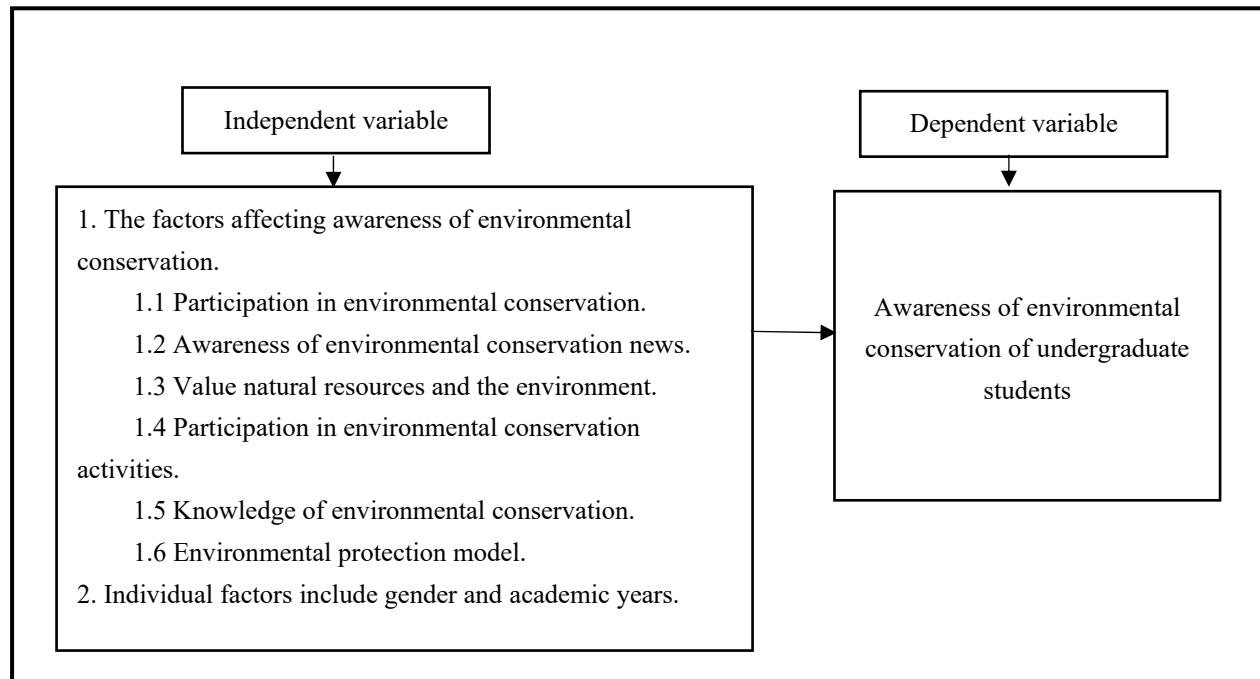 Independent variable
Dependent variable
1. The factors affecting awareness of environmental
conservation.
1.1 Participation in environmental conservation.
1.2 Awareness of environmental conservation news.
1.3 Value natural resources and the environment.
1.4 Participation in environmental conservation
activities.
1.5 Knowledge of environmental conservation.
1.6 Environmental protection model.
2. Individual factors include gender and academic years.
Awareness of environmental
conservation of undergraduate
students